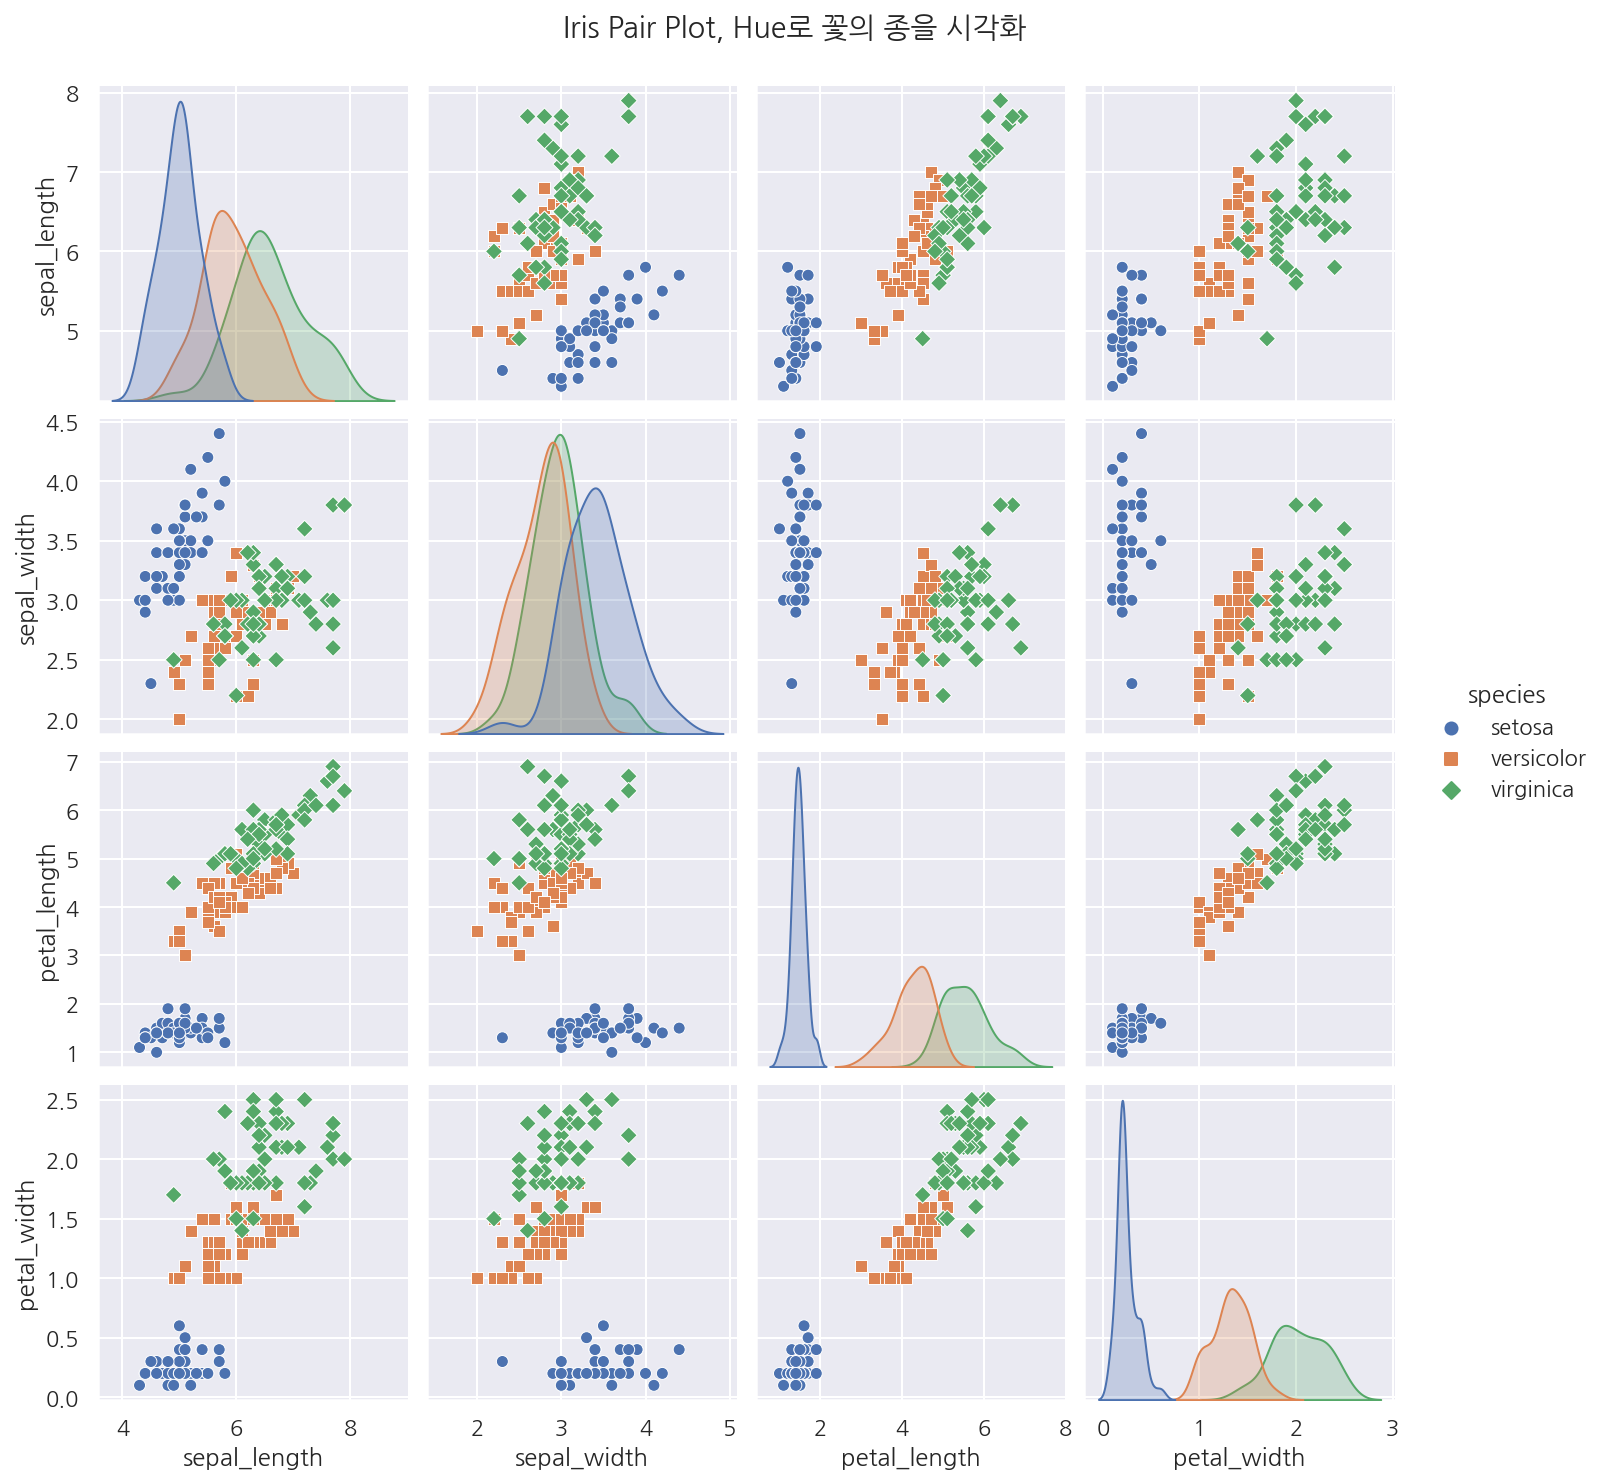 Iris Pair Plot, Hue로 꽃의 종을 시각화
sepal_length
8
7
6
5
sepal_width
4.5
4.0
3.5
3.0
2.5
2.0
species
setosa
versicolor
virginica
petal_length
7
6
5
4
3
2
1
petal_width
2.5
2.0
1.5
1.0
0.5
0.0
4 6 8
2 3 4 5
2 4 6 8
0 1 2 3
sepal_length
sepal_width
petal_length
petal_width